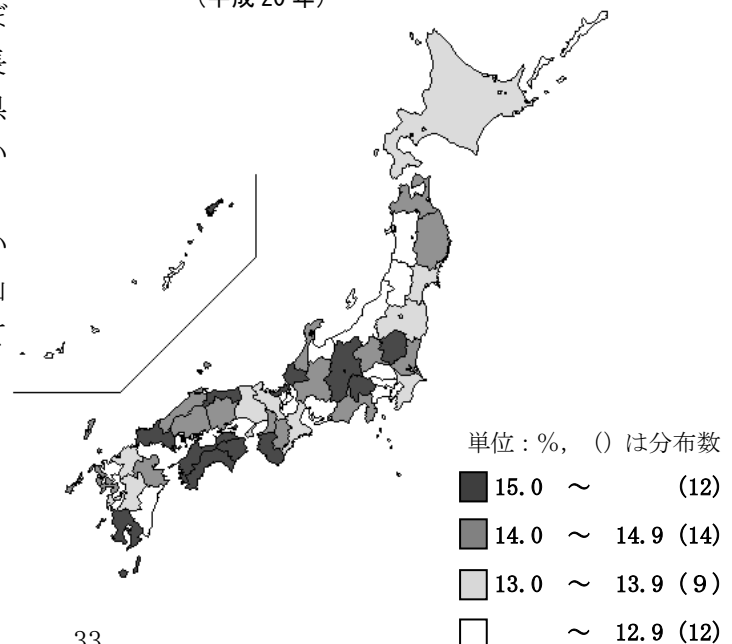 （平成 20 年）
単位：％，（）は分布数
15.0 ～ (12)
14.0 ～ 14.9 (14)
13.0 ～ 13.9 (9)
～ 12.9 (12)